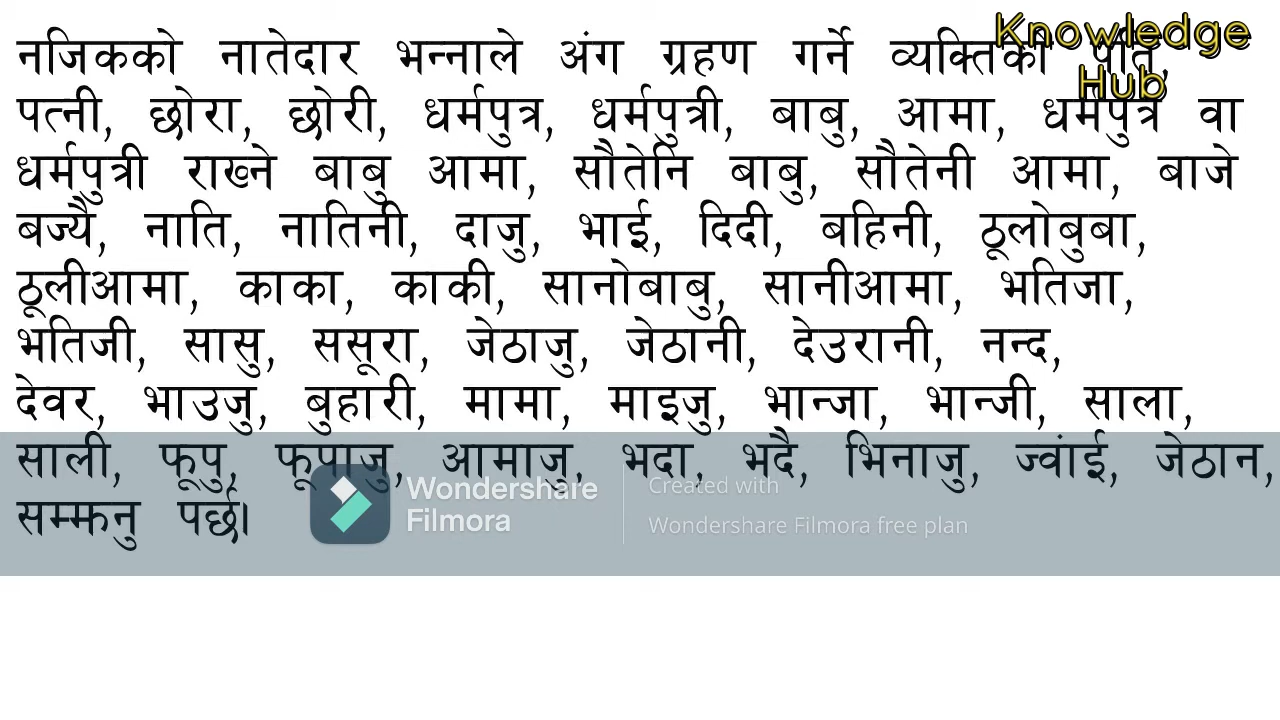 Knowledge
Hub
नजिकको नातेदार भन्नाले अंग ग्रहण गर्ने व्यक्तिको पति,
पत्नी, छोरा, छोरी, धर्मपुत्र, धर्मपुत्री, बाबु, आमा, धर्मपुत्र वा
धर्मपुत्री राख्ने बाबु आमा, सौतेनि बाबु, सौतेनी आमा, बाजे
बज्यै, नाति, नातिनी, दाजु, भाई, दिदी, बहिनी, ठूलोबुबा,
ठूलीआमा, काका, काकी, सानोबाबु, सानीआमा, भतिजा,
भतिजी, सासु, ससूरा, जेठाजु, जेठानी, देउरानी, नन्द,
देवर, भाउजु, बुहारी, मामा, माइजु, भान्जा, भान्जी, साला,
साली, फूपु, फूपाजु, आमाजु, भदा, भदै, भिनाजु, ज्वांई, जेठान,
सम्झनु पर्छ।
Wondershare
Filmora
Created with
Wondershare Filmora free plan